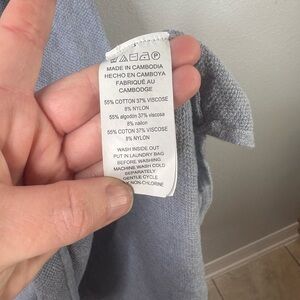 MADE IN CAMBODIA
HECHO EN CAMBOYA
FABRIQUÉ AU
CAMBODGE
55% COTTON 37% VISCOSE
8% NYLON
55% algodon 37% viscosa
8% nailon
55% COTON 37% VISCOSE
8% NYLON
WASH INSIDE OUT
PUT IN LAUNDRY BAG
BEFORE WASHING
MACHINE WASH COLD
SEPARATELY
GENTLE CYCLE
NON-CHLORINE